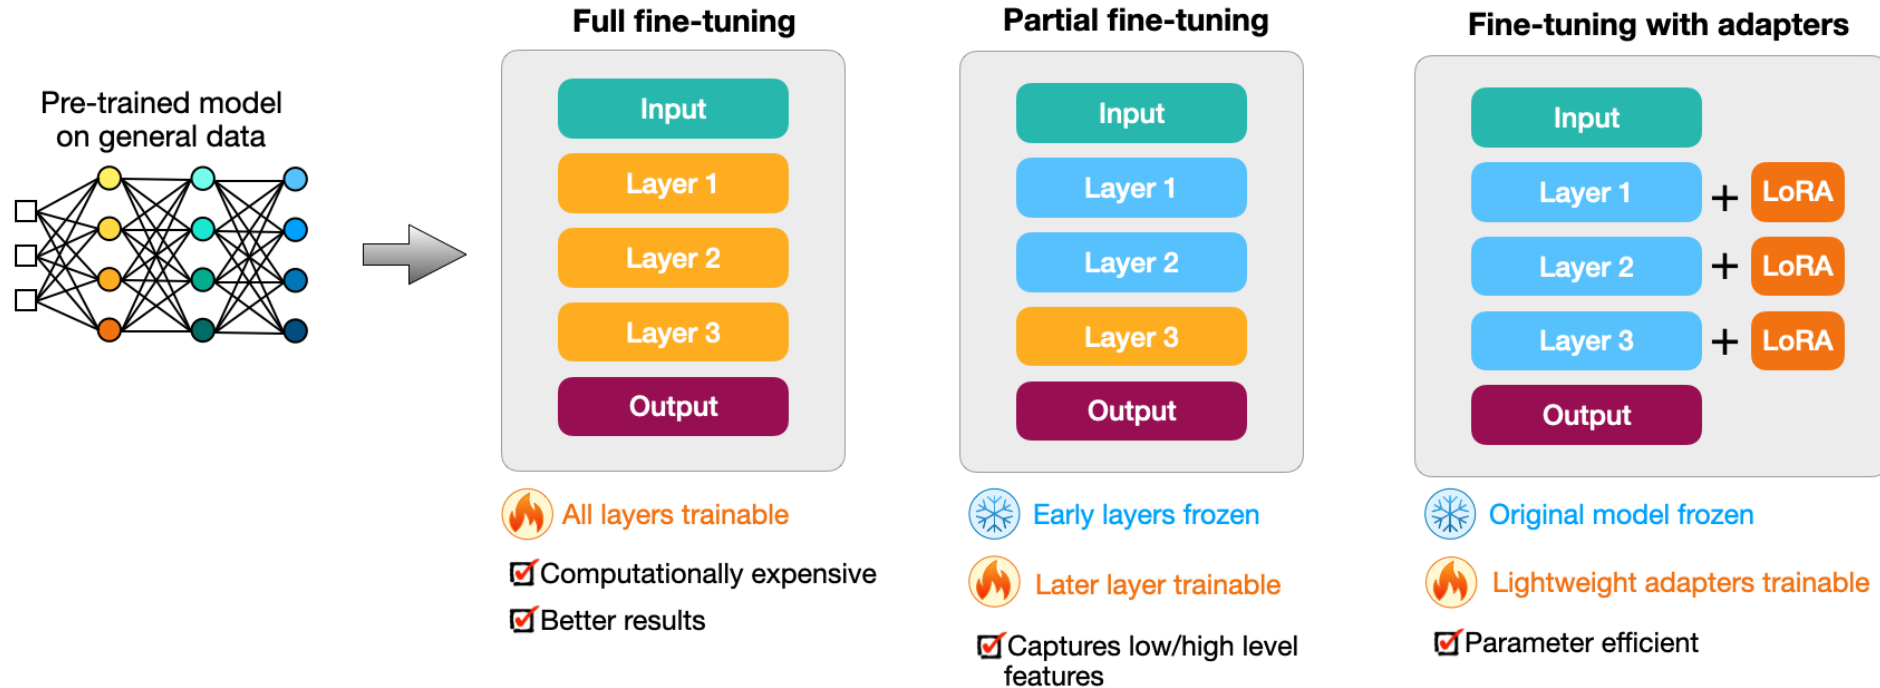 Pre-trained model
on general data
Full fine-tuning
Input
Layer 1
Layer 2
Layer 3
Output
All layers trainable
Computationally expensive
Better results
Partial fine-tuning
Input
Layer 1
Layer 2
Layer 3
Output
Early layers frozen
Later layer trainable
Captures low/high level
features
Fine-tuning with adapters
Input
Layer 1 + LoRA
Layer 2 + LoRA
Layer 3 + LoRA
Output
Original model frozen
Lightweight adapters trainable
Parameter efficient